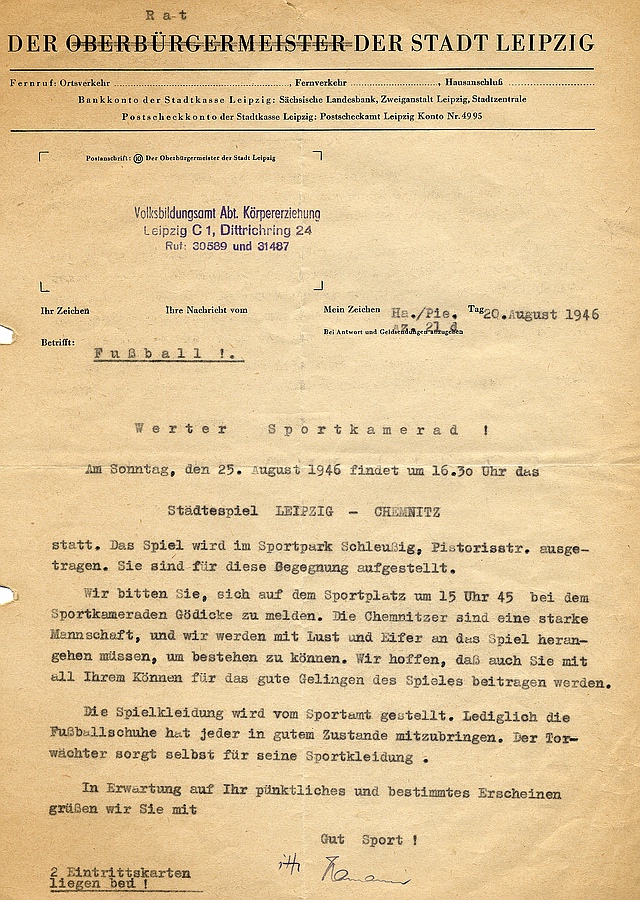 Rat
DER OBERBÜRGERMEISTER DER STADT LEIPZIG
Fernruf: Ortsverkehr ........ , Fernverkehr ........ , Hausanschluß ........
Bankkonto der Stadtkasse Leipzig: Sächsische Landesbank, Zweiganstalt Leipzig, Stadtzentrale
Postscheckkonto der Stadtkasse Leipzig: Postscheckamt Leipzig Konto Nr. 4995
Postanschrift: (10) Der Oberbürgermeister der Stadt Leipzig
Volksbildungsamt Abt. Körpererziehung
Leipzig C 1, Dittrichring 24
Ruf: 30589 und 31487
Ihr Zeichen Ihre Nachricht vom Mein Zeichen Ha./Pie. Tag 20.August 1946
Az. 21 d
Bei Antwort und Geldsendungen anzugeben
Betrifft:
Fußball !.
Werter Sportkamerad !
Am Sonntag, den 25. August 1946 findet um 16.30 Uhr das
Städtespiel LEIPZIG - CHEMNITZ
statt. Das Spiel wird im Sportpark Schleußig, Pistorisstr. ausge-
tragen. Sie sind für diese Begegnung aufgestellt.
Wir bitten Sie, sich auf dem Sportplatz um 15 Uhr 45 bei dem
Sportkameraden Gödicke zu melden. Die Chemnitzer sind eine starke
Mannschaft, und wir werden mit Lust und Eifer an das Spiel heran-
gehen müssen, um bestehen zu können. Wir hoffen, daß auch Sie mit
all Ihrem Können für das gute Gelingen des Spieles beitragen werden.
Die Spielkleidung wird vom Sportamt gestellt. Lediglich die
Fußballschuhe hat jeder in gutem Zustande mitzubringen. Der Tor-
wächter sorgt selbst für seine Sportkleidung .
In Erwartung auf Ihr pünktliches und bestimmtes Erscheinen
grüßen wir Sie mit
Gut Sport !
2 Eintrittskarten
liegen bei !